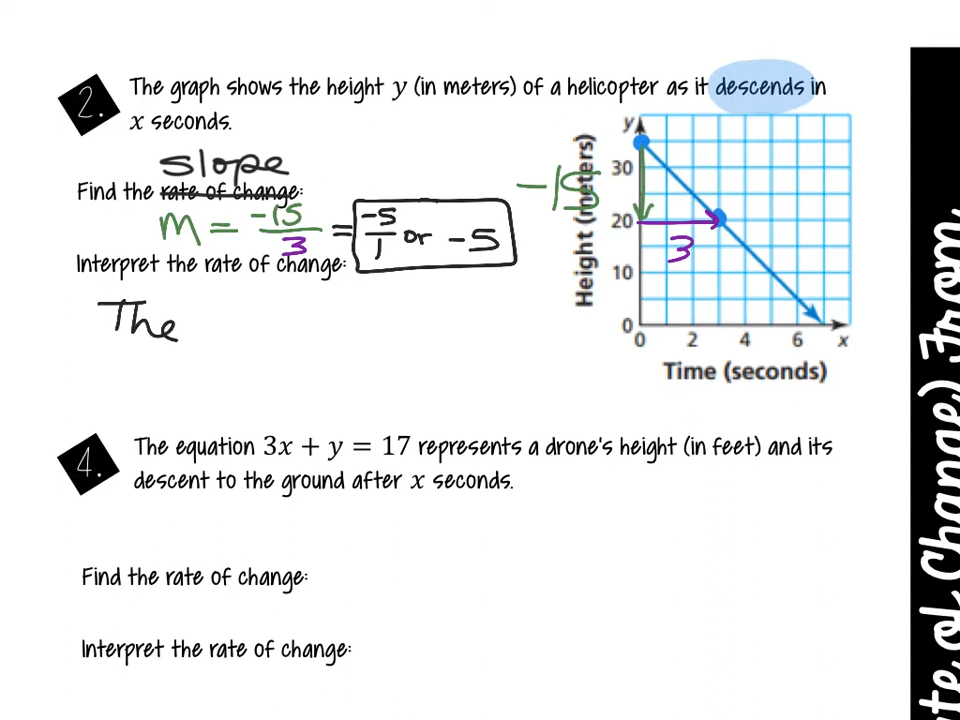 2.
The graph shows the height y (in meters) of a helicopter as it descends in
x seconds.
slope
Find the rate of change:
m = -15/3 = -5/1 or -5
Interpret the rate of change:
The
-15
3
y
30
20
10
0
0 2 4 6 x
Height (meters)
Time (seconds)
4.
The equation 3x + y = 17 represents a drone's height (in feet) and its
descent to the ground after x seconds.
Find the rate of change:
Interpret the rate of change:
of Change) From